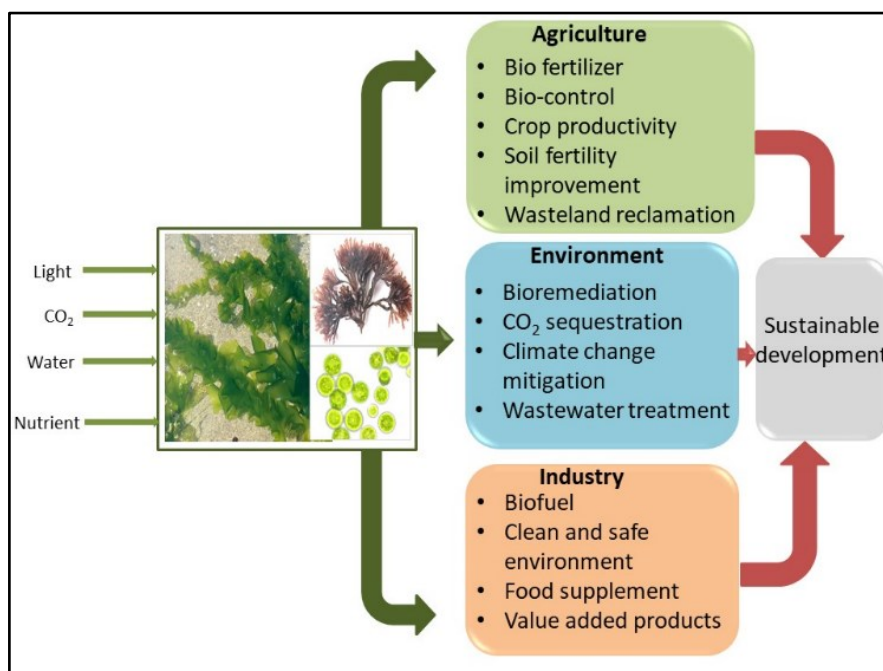 Light
CO₂
Water
Nutrient
Agriculture
• Bio fertilizer
• Bio-control
• Crop productivity
• Soil fertility
improvement
• Wasteland reclamation
Environment
• Bioremediation
• CO₂ sequestration
• Climate change
mitigation
• Wastewater treatment
Industry
• Biofuel
• Clean and safe
environment
• Food supplement
• Value added products
Sustainable
development